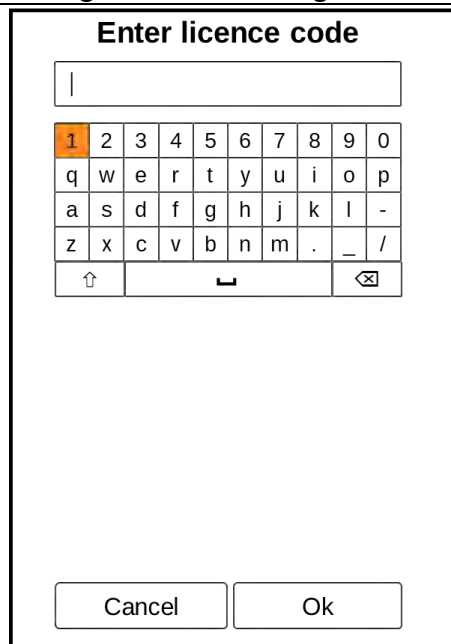 Enter licence code
1 2 3 4 5 6 7 8 9 0
q w e r t y u i o p
a s d f g h j k l -
z x c v b n m . _ /
Cancel Ok